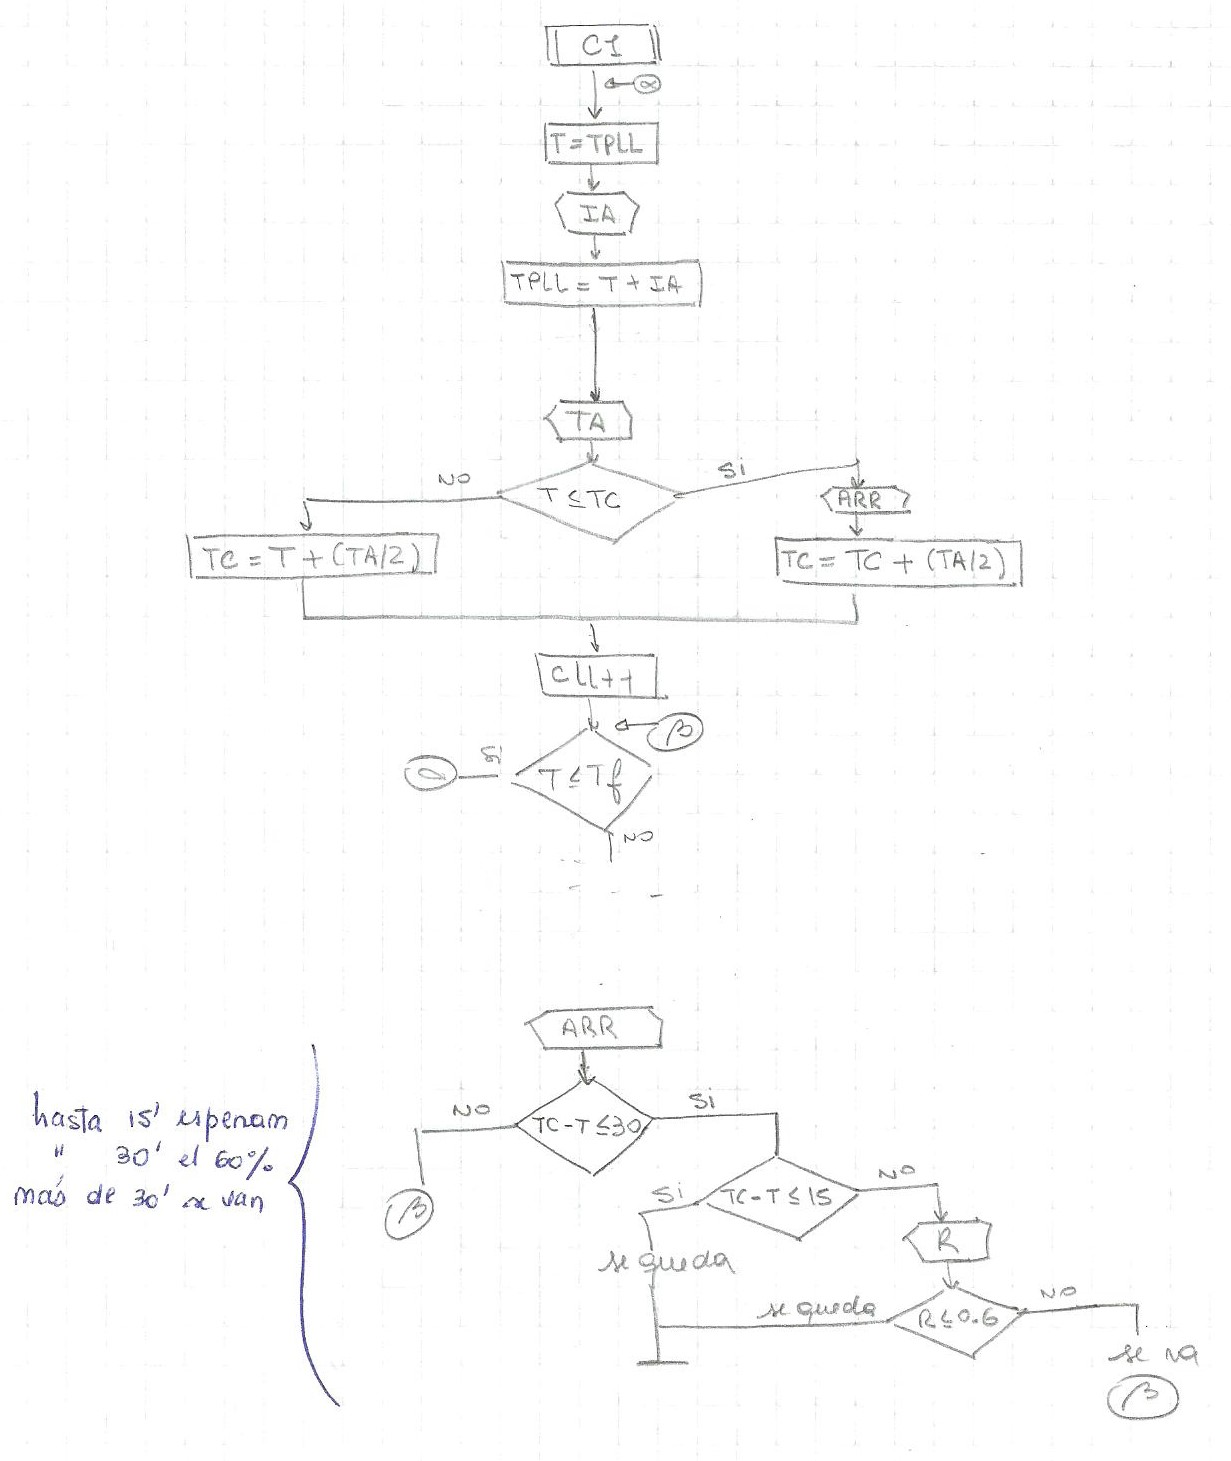 C1
α
T = TPLL
IA
TPLL = T + IA
TA
NO
T ≤ TC
Si
ARR
TC = T + (TA/2)
TC = TC + (TA/2)
Cll++
β
α
Si
T ≤ Tf
NO
ARR
NO
TC - T ≤ 30
Si
β
Si
TC - T ≤ 15
NO
R
se queda
se queda
R ≤ 0.6
NO
se va
β
hasta 15' esperam
" 30' el 60%
más de 30' se van